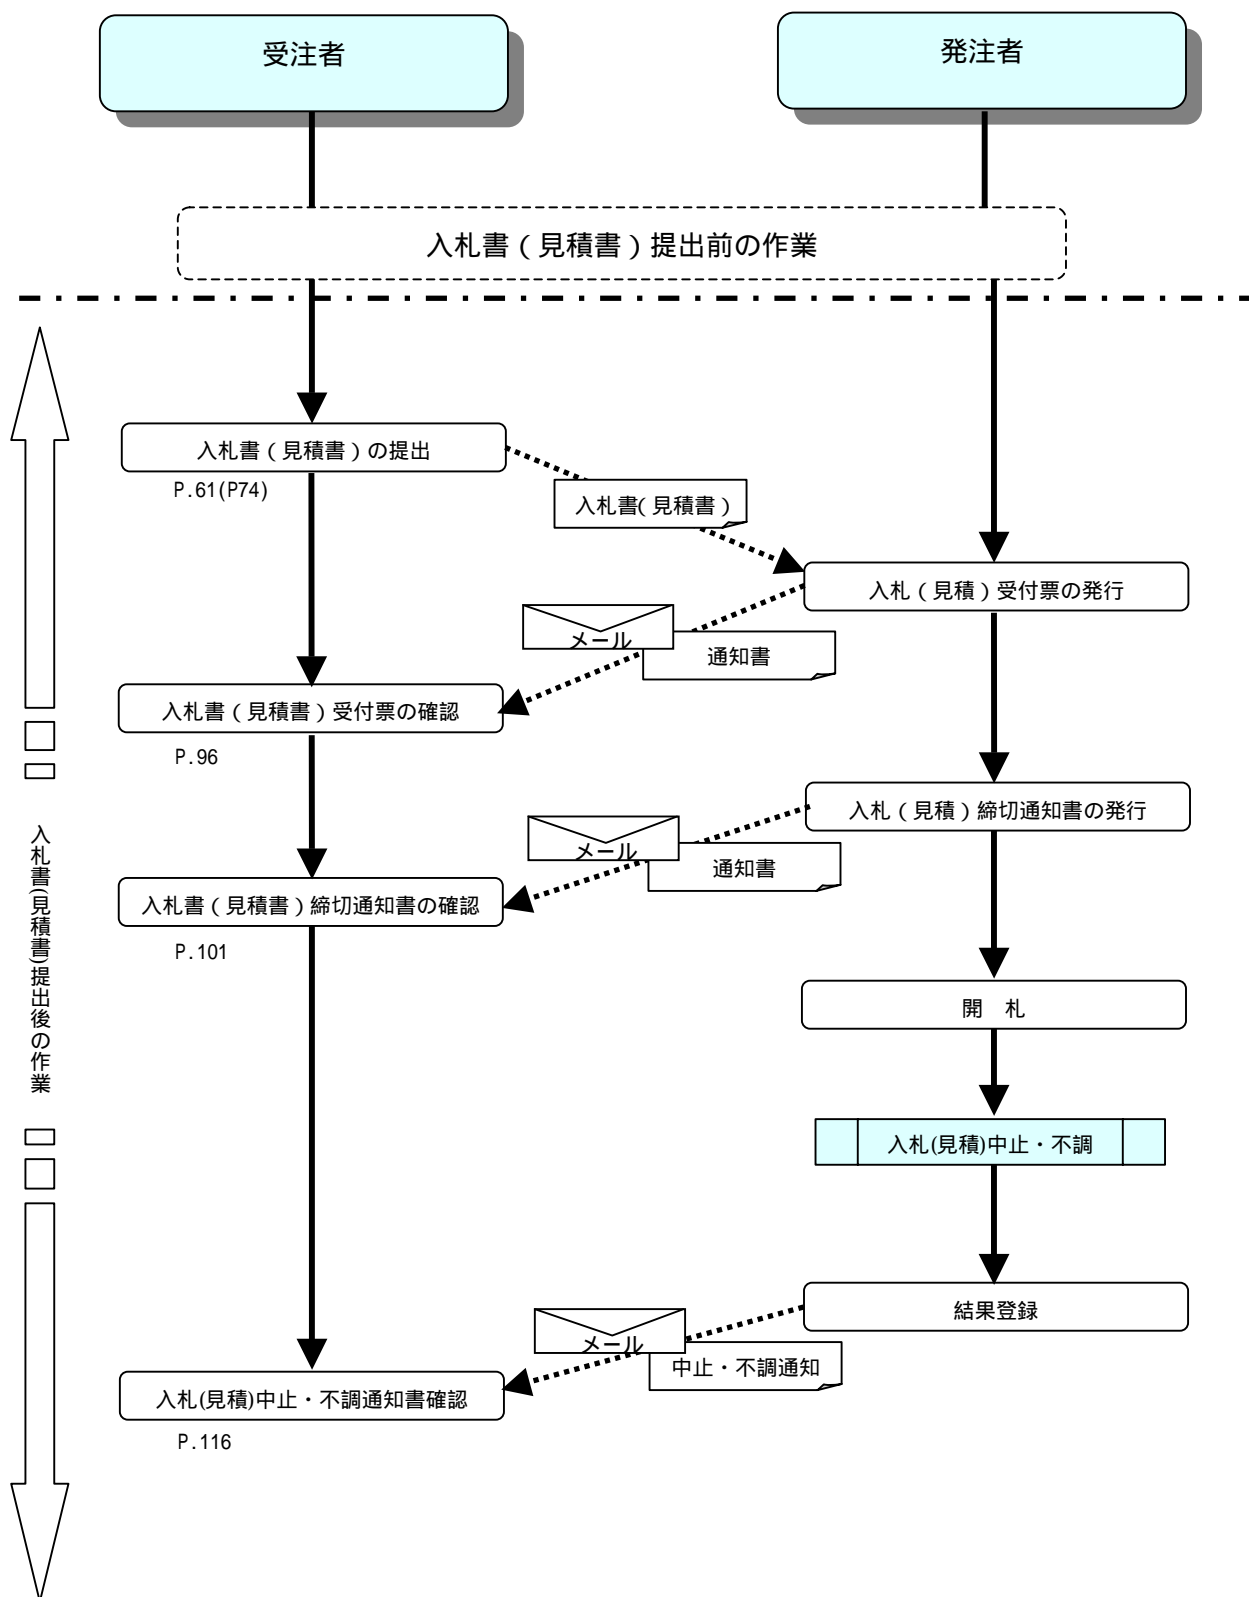 受注者
発注者
入札書（見積書）提出前の作業
入札書（見積書）の提出
P.61(P74)
入札書(見積書)
入札（見積）受付票の発行
メール
通知書
入札書（見積書）受付票の確認
P.96
入札（見積）締切通知書の発行
メール
通知書
入札書（見積書）締切通知書の確認
P.101
入札書(見積書)提出後の作業
開　札
入札(見積)中止・不調
結果登録
メール
中止・不調通知
入札(見積)中止・不調通知書確認
P.116